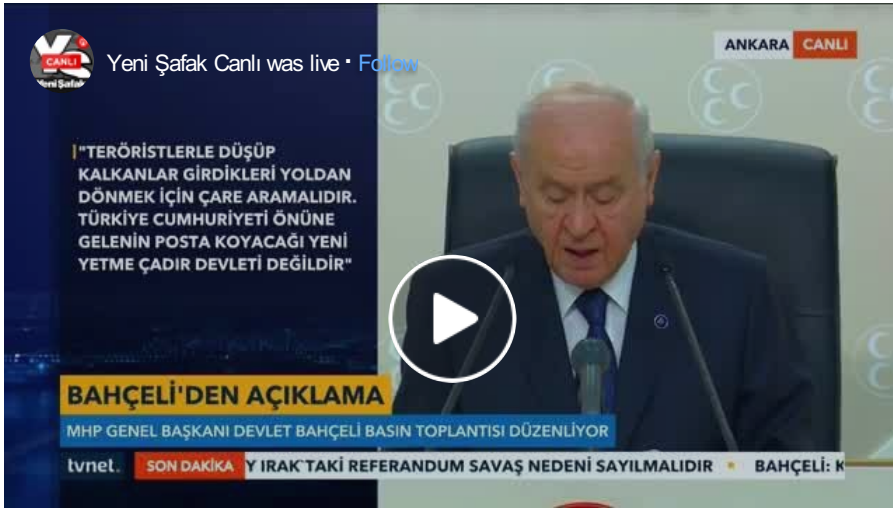 ANKARA CANLI
CANLI
Yeni Şafak
Yeni Şafak Canlı was live · Follow
"TERÖRİSTLERLE DÜŞÜP
KALKANLAR GİRDİKLERİ YOLDAN
DÖNMEK İÇİN ÇARE ARAMALIDIR.
TÜRKİYE CUMHURİYETİ ÖNÜNE
GELENİN POSTA KOYACAĞI YENİ
YETME ÇADIR DEVLETİ DEĞİLDİR"
BAHÇELİ'DEN AÇIKLAMA
MHP GENEL BAŞKANI DEVLET BAHÇELİ BASIN TOPLANTISI DÜZENLİYOR
tvnet. SON DAKİKA Y IRAK`TAKİ REFERANDUM SAVAŞ NEDENİ SAYILMALIDIR • BAHÇELİ: K